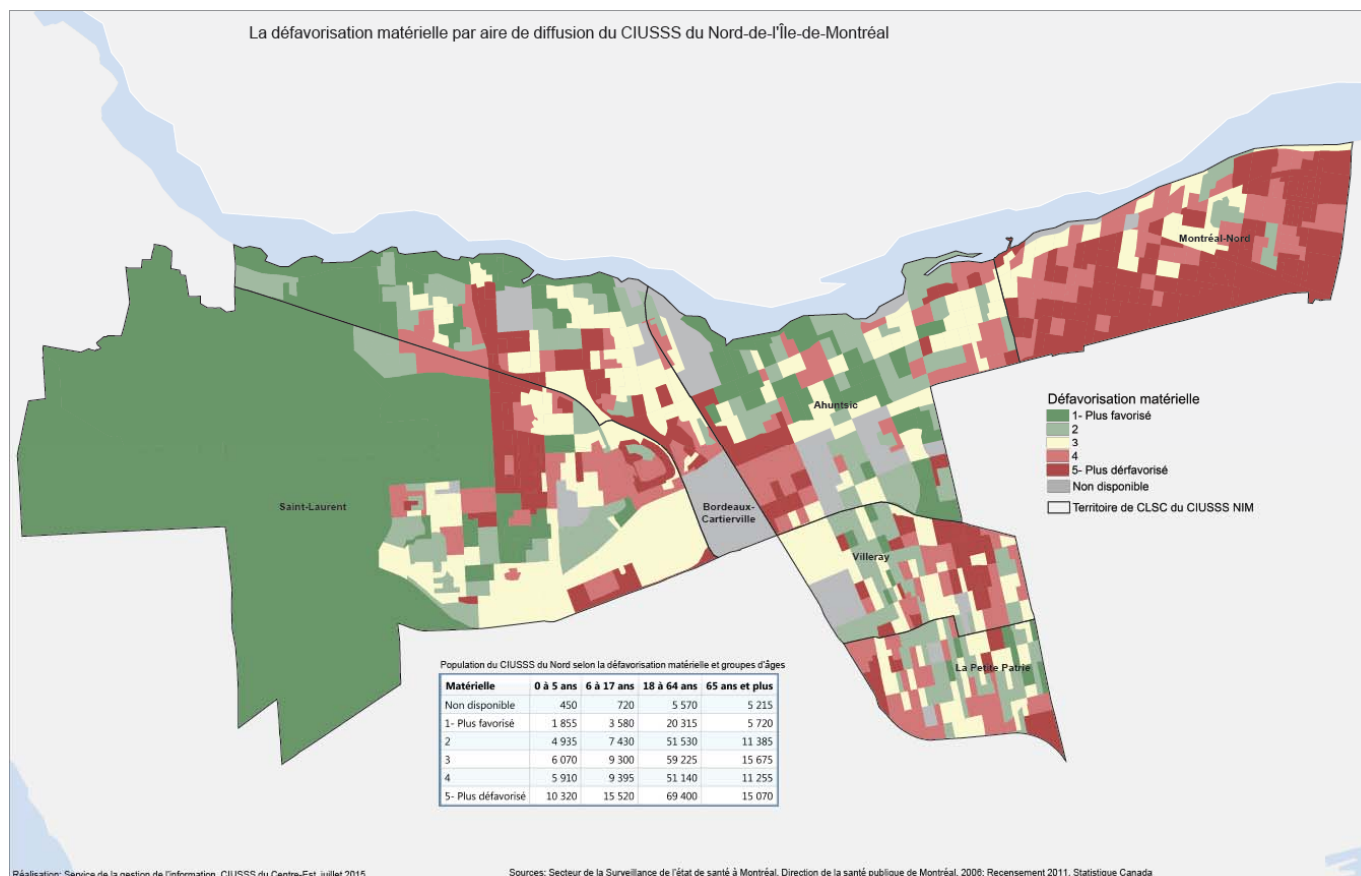 La défavorisation matérielle par aire de diffusion du CIUSSS du Nord-de-l'Île-de-Montréal
Montréal-Nord
Ahuntsic
Saint-Laurent
Bordeaux-
Cartierville
Villeray
La Petite Patrie
Défavorisation matérielle
1- Plus favorisé
2
3
4
5- Plus dérfavorisé
Non disponible
Territoire de CLSC du CIUSSS NIM
Population du CIUSSS du Nord selon la défavorisation matérielle et groupes d'âges
Matérielle 0 à 5 ans 6 à 17 ans 18 à 64 ans 65 ans et plus
Non disponible 450 720 5 570 5 215
1- Plus favorisé 1 855 3 580 20 315 5 720
2 4 935 7 430 51 530 11 385
3 6 070 9 300 59 225 15 675
4 5 910 9 395 51 140 11 255
5- Plus défavorisé 10 320 15 520 69 400 15 070
Réalisation: Service de la gestion de l'information, CIUSSS du Centre-Est, juillet 2015
Sources: Secteur de la Surveillance de l'état de santé à Montréal, Direction de la santé publique de Montréal, 2006; Recensement 2011, Statistique Canada